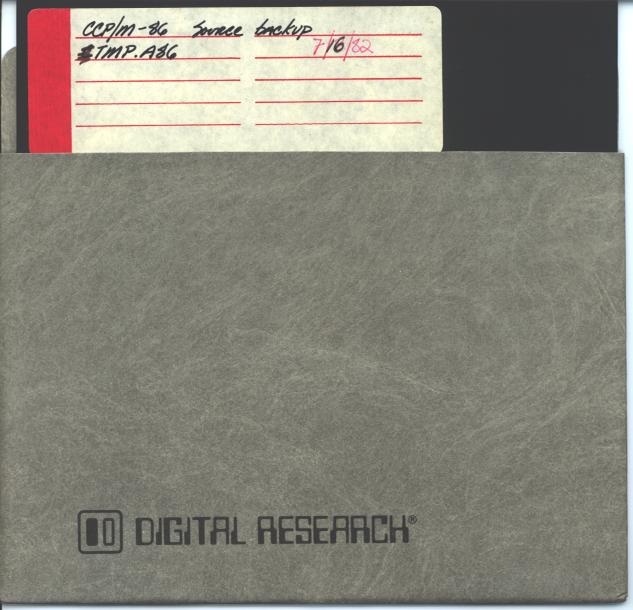 CCP/M-86 Source backup
& TMP.A86 7/16/82
DIGITAL RESEARCH®